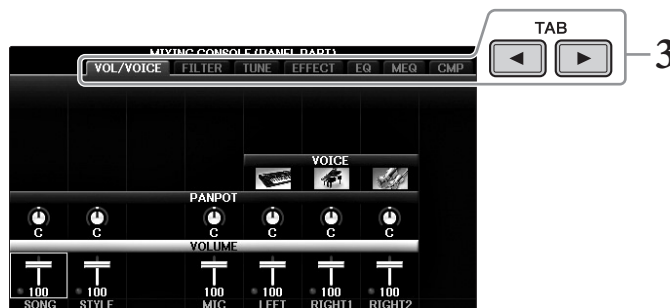 TAB
3
MIXING CONSOLE (PANEL PART)
VOL/VOICE FILTER TUNE EFFECT EQ MEQ CMP
VOICE
PANPOT
C C C C C C
VOLUME
100 100 100 100 100 100
SONG STYLE MIC LEFT RIGHT1 RIGHT2